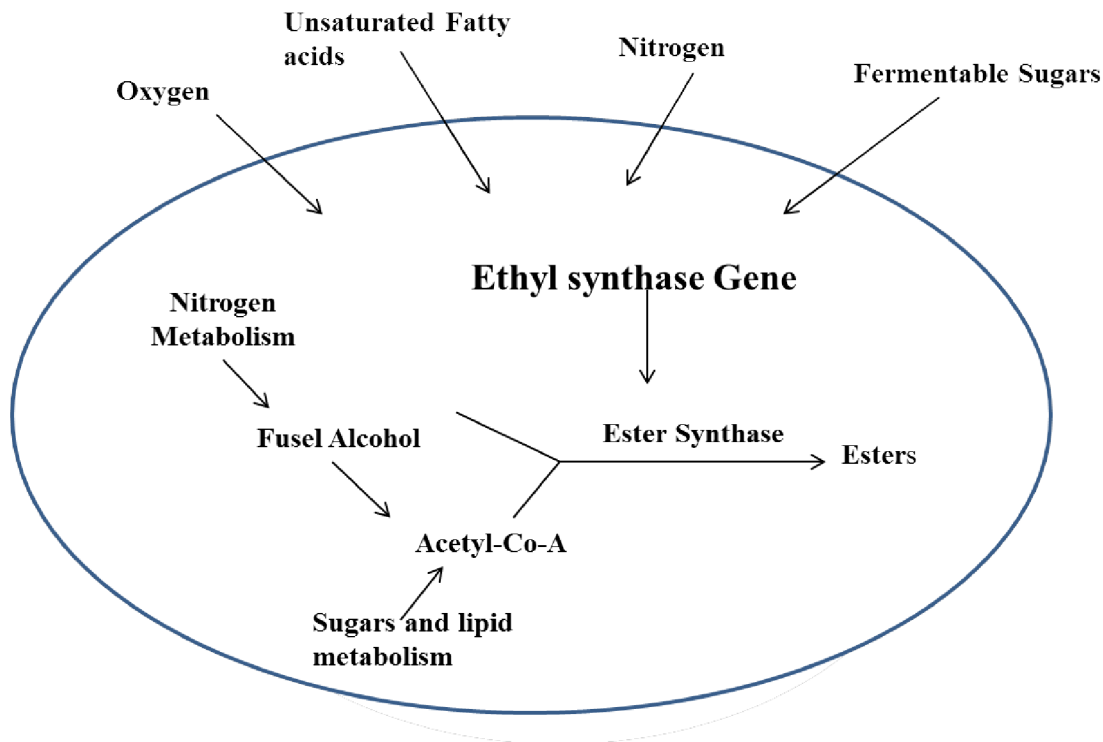 Unsaturated Fatty
acids
Nitrogen
Fermentable Sugars
Oxygen
Ethyl synthase Gene
Nitrogen
Metabolism
Fusel Alcohol
Ester Synthase
Esters
Acetyl-Co-A
Sugars and lipid
metabolism